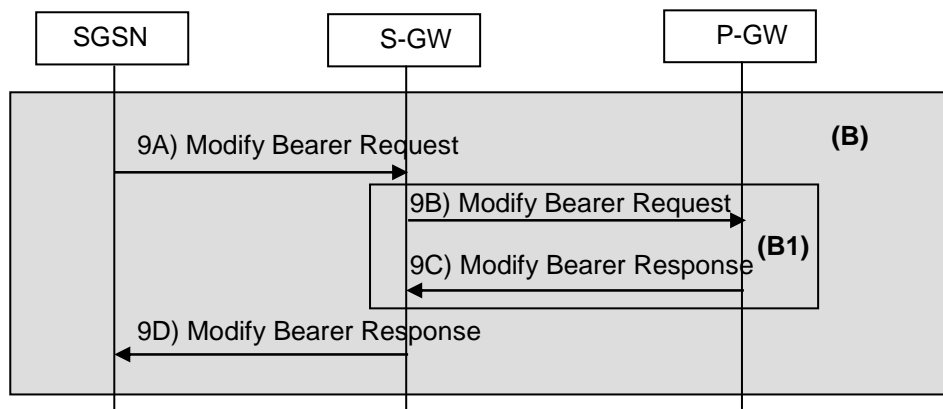 SGSN
S-GW
P-GW
(B)
9A) Modify Bearer Request
9B) Modify Bearer Request
(B1)
9C) Modify Bearer Response
9D) Modify Bearer Response